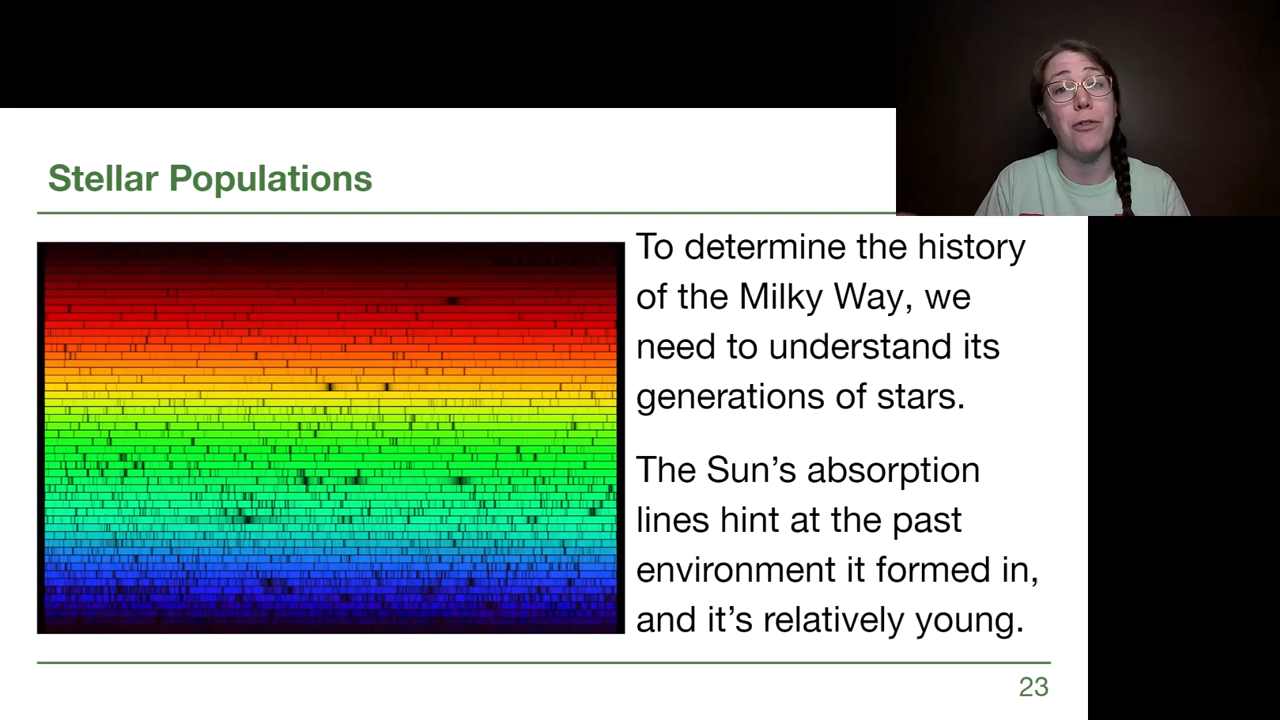 Stellar Populations
To determine the history
of the Milky Way, we
need to understand its
generations of stars.
The Sun’s absorption
lines hint at the past
environment it formed in,
and it’s relatively young.
23